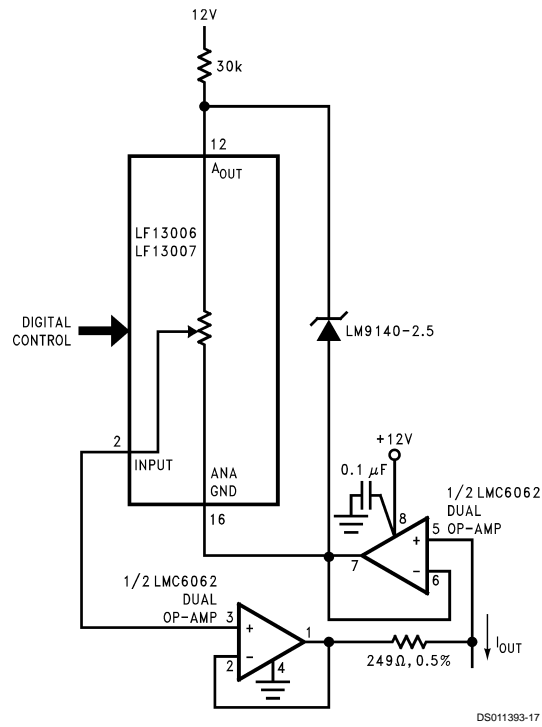 12V
30k
12
AOUT
LF13006
LF13007
DIGITAL
CONTROL
LM9140-2.5
2
INPUT
ANA
GND
16
+12V
0.1 μF
8
1/2 LMC6062
DUAL
OP-AMP
5
+
7
-
6
1/2 LMC6062
DUAL
OP-AMP
3
+
1
-
2
4
249Ω, 0.5%
IOUT
DS011393-17